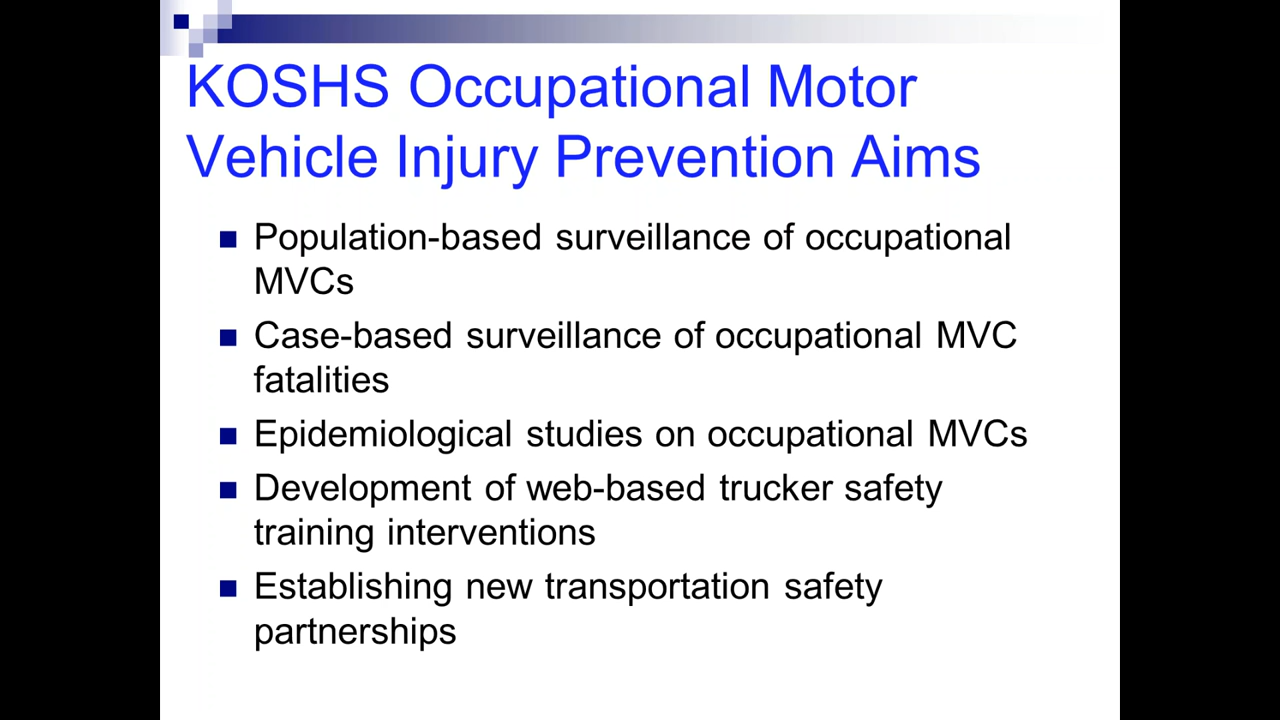 KOSHS Occupational Motor
Vehicle Injury Prevention Aims
Population-based surveillance of occupational
MVCs
Case-based surveillance of occupational MVC
fatalities
Epidemiological studies on occupational MVCs
Development of web-based trucker safety
training interventions
Establishing new transportation safety
partnerships